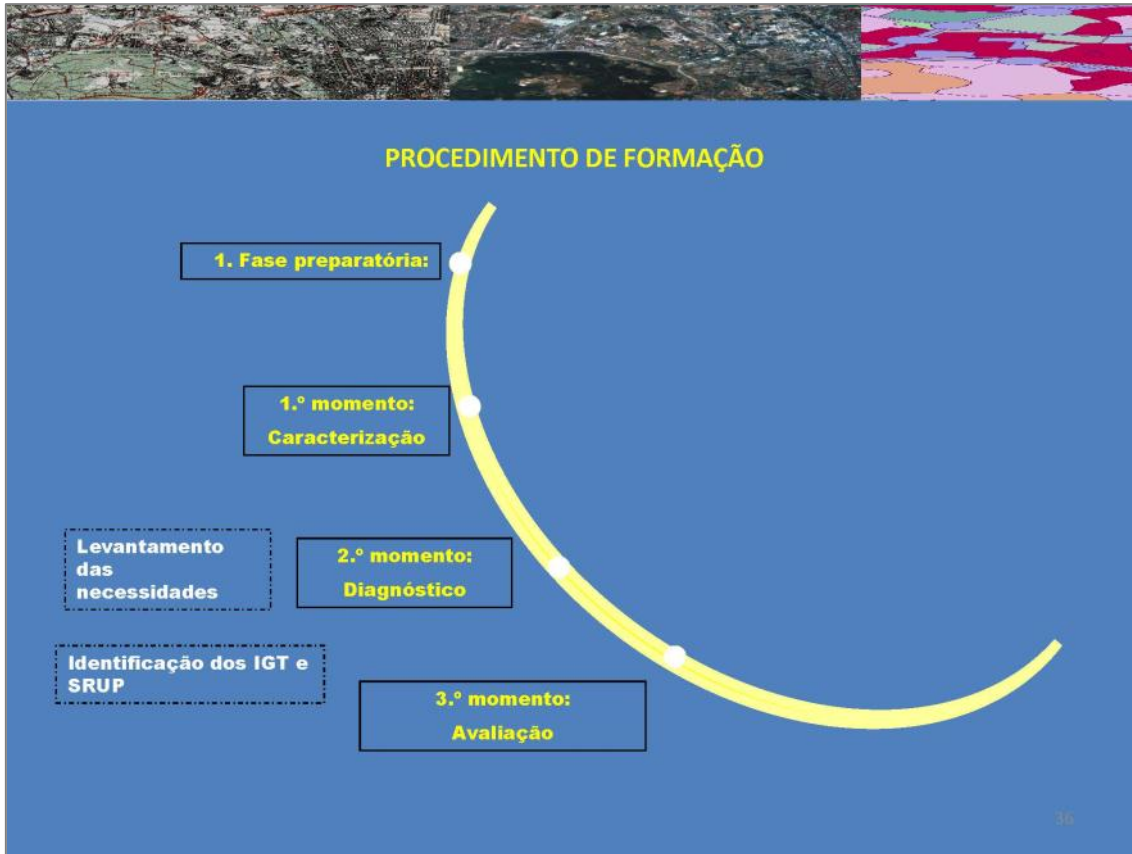 PROCEDIMENTO DE FORMAÇÃO
1. Fase preparatória:
1.º momento:
Caracterização
Levantamento
das
necessidades
2.º momento:
Diagnóstico
Identificação dos IGT e
SRUP
3.º momento:
Avaliação
36